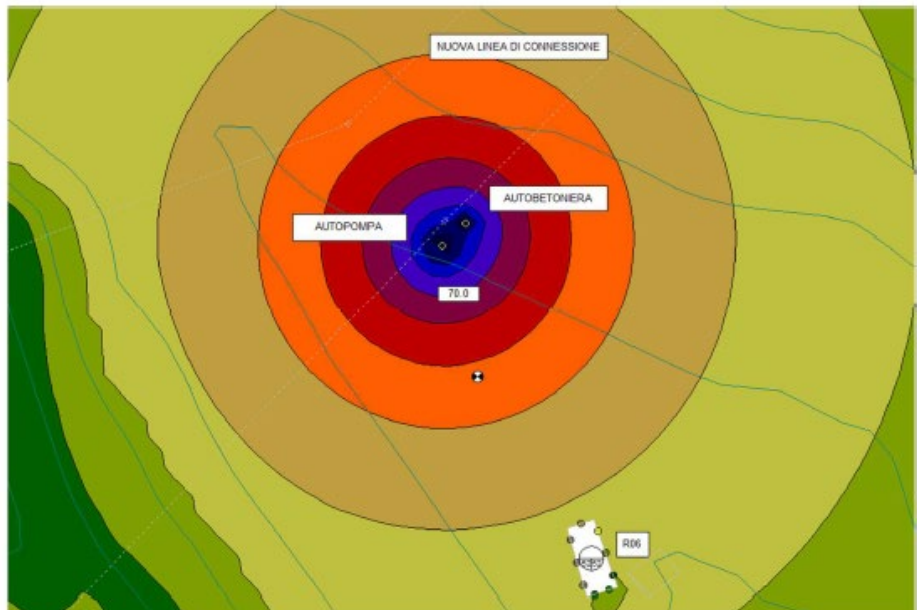 NUOVA LINEA DI CONNESSIONE
AUTOBETONIERA
AUTOPOMPA
70.0
R06